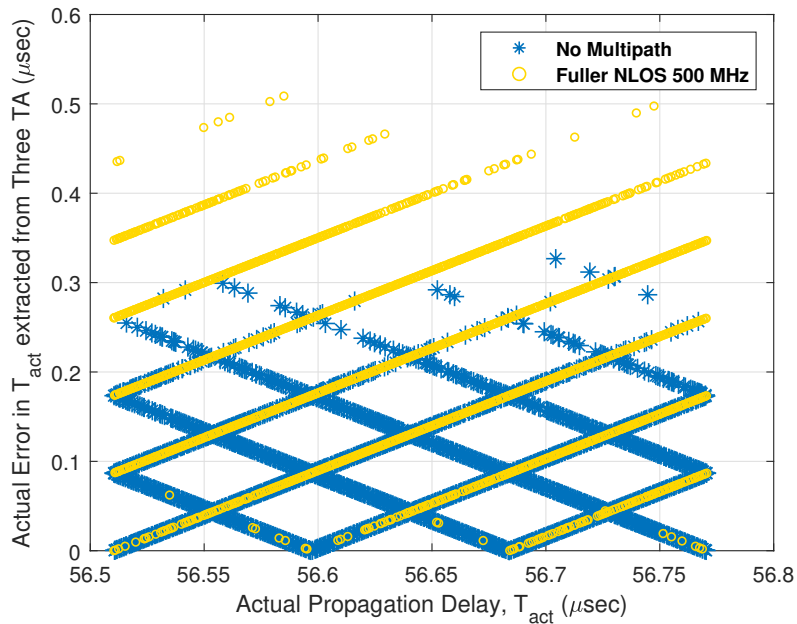 No Multipath
Fuller NLOS 500 MHz
Actual Error in T_act extracted from Three TA (μsec)
0.6
0.5
0.4
0.3
0.2
0.1
0
56.5 56.55 56.6 56.65 56.7 56.75 56.8
Actual Propagation Delay, T_act (μsec)